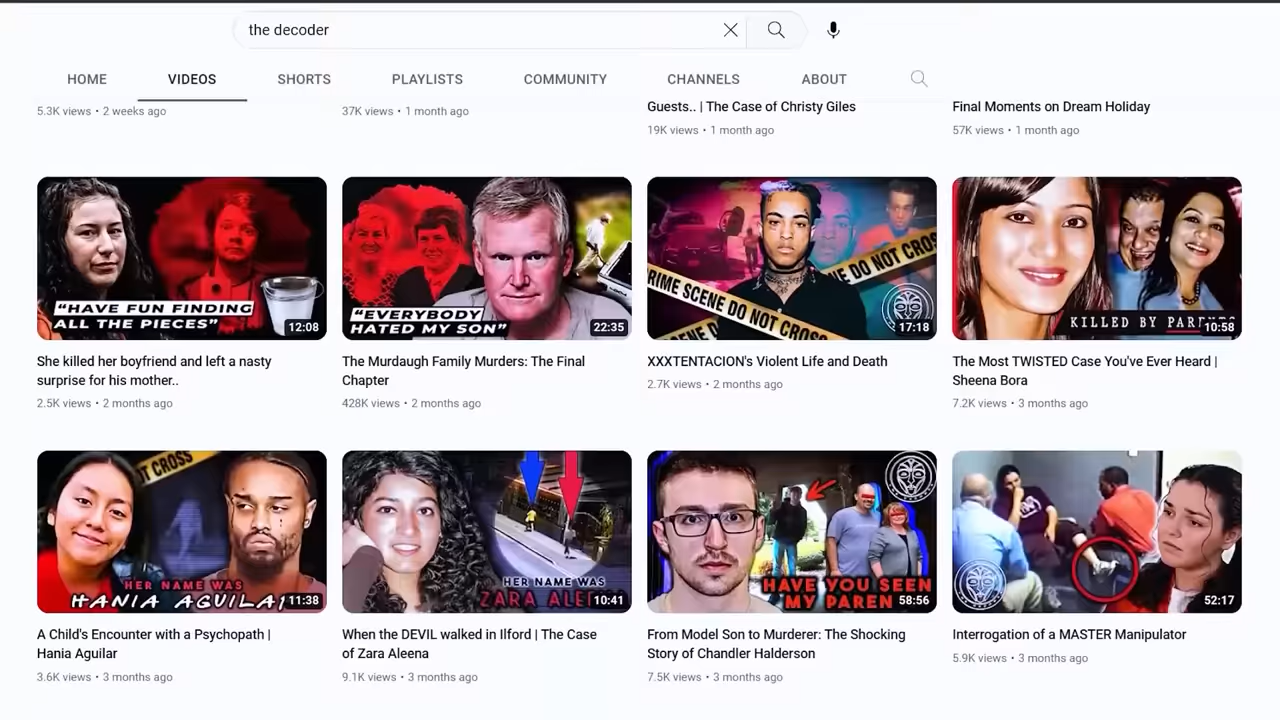 the decoder
HOME VIDEOS SHORTS PLAYLISTS COMMUNITY CHANNELS ABOUT
Guests.. | The Case of Christy Giles
Final Moments on Dream Holiday
5.3K views • 2 weeks ago
37K views • 1 month ago
19K views • 1 month ago
57K views • 1 month ago
"HAVE FUN FINDING
ALL THE PIECES"
12:08
"EVERYBODY
HATED MY SON"
22:35
CRIME SCENE DO NOT CROSS
NE DO NOT CROS
17:18
KILLED BY PARENTS
10:58
She killed her boyfriend and left a nasty
surprise for his mother..
2.5K views • 2 months ago
The Murdaugh Family Murders: The Final
Chapter
428K views • 2 months ago
XXXTENTACION's Violent Life and Death
2.7K views • 2 months ago
The Most TWISTED Case You've Ever Heard |
Sheena Bora
7.2K views • 3 months ago
OT CROSS
HER NAME WAS
HANIA AGUILA
11:38
HER NAME WAS
ZARA ALE
10:41
HAVE YOU SEEN
MY PAREN
58:56
52:17
A Child's Encounter with a Psychopath |
Hania Aguilar
3.6K views • 3 months ago
When the DEVIL walked in Ilford | The Case
of Zara Aleena
9.1K views • 3 months ago
From Model Son to Murderer: The Shocking
Story of Chandler Halderson
7.5K views • 3 months ago
Interrogation of a MASTER Manipulator
5.9K views • 3 months ago